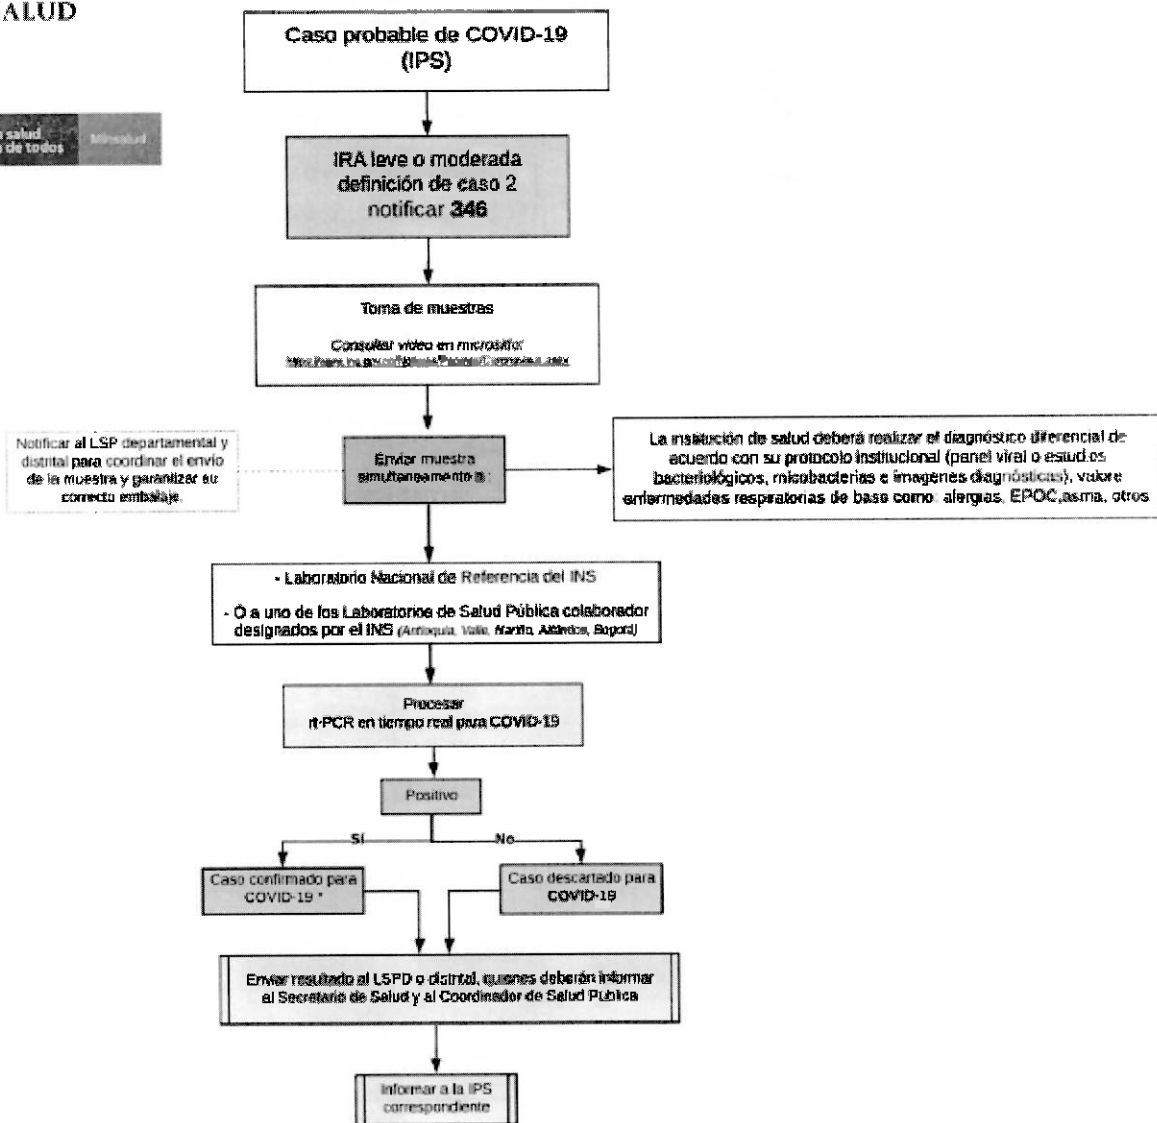 ALUD
Caso probable de COVID-19
(IPS)
salud
de todos
Minsalud
IRA leve o moderada
definición de caso 2
notificar 346
Toma de muestras
Consultar video en micrositio:
Notificar al LSP departamental y
distrital para coordinar el envío
de la muestra y garantizar su
correcto embalaje.
Enviar muestra
simultaneamente a :
La institución de salud deberá realizar el diagnóstico diferencial de
acuerdo con su protocolo institucional (panel viral o estudios
bacteriológicos, micobacterias e imagenes diagnósticas), valore
enfermedades respiratorias de base como: alergias, EPOC,asma, otros
- Laboratorio Nacional de Referencia del INS
- O a uno de los Laboratorios de Salud Pública colaborador
designados por el INS (Antioquia, Valle, Nariño, Atlántico, Bogotá)
Procesar
rt-PCR en tiempo real para COVID-19
Positivo
Sí
No
Caso confirmado para
COVID-19 *
Caso descartado para
COVID-19
Enviar resultado al LSPD o distrital, quienes deberán informar
al Secretario de Salud y al Coordinador de Salud Publica
Informar a la IPS
correspondiente